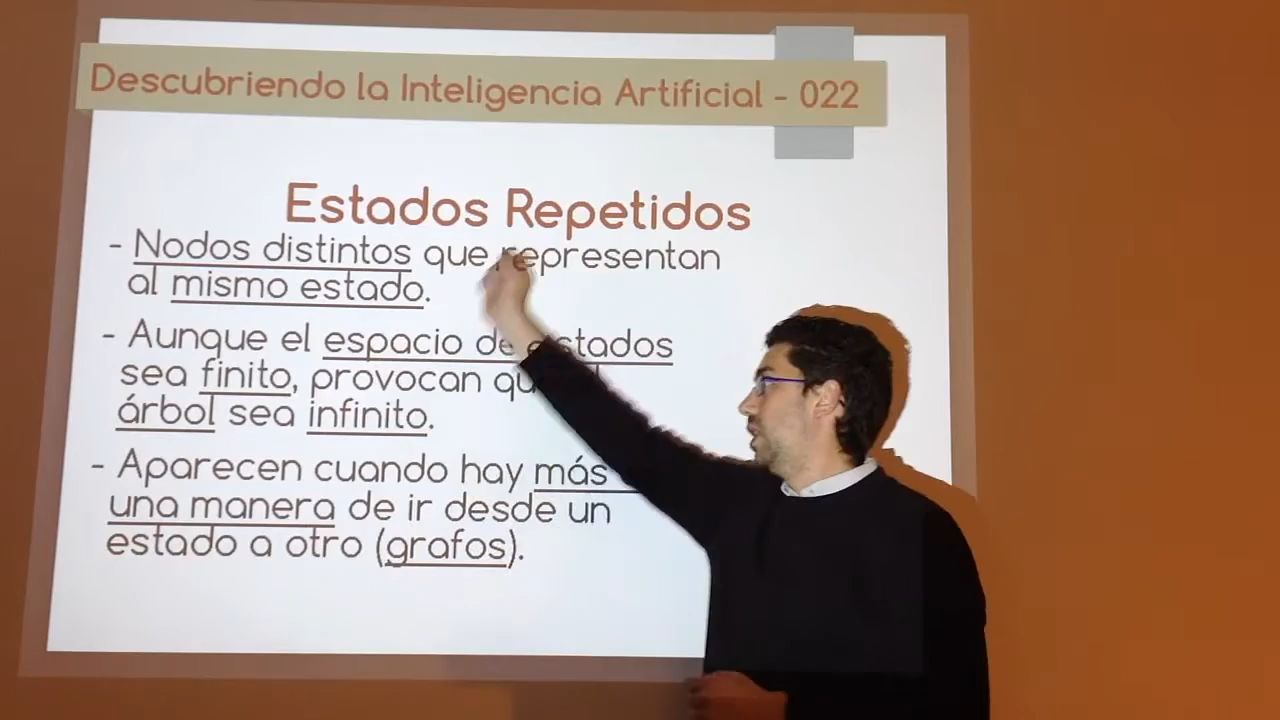 Descubriendo la Inteligencia Artificial - 022
Estados Repetidos
- Nodos distintos que representan
al mismo estado.
- Aunque el espacio de estados
sea finito, provocan
árbol sea infinito.
- Aparecen cuando hay más
una manera de ir desde un
estado a otro (grafos).